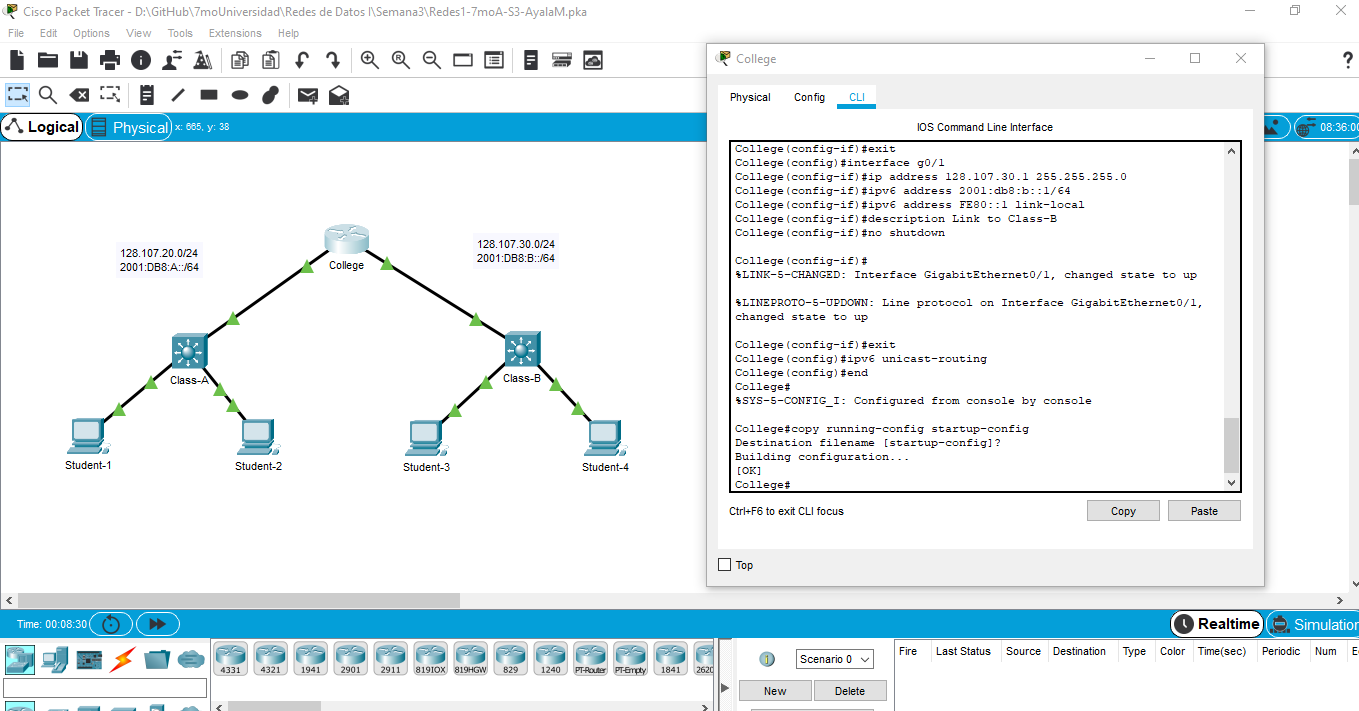 Cisco Packet Tracer - D:\GitHub\7moUniversidad\Redes de Datos I\Semana3\Redes1-7moA-S3-AyalaM.pka
File Edit Options View Tools Extensions Help
Logical
Physical
x: 665, y: 38
08:36:00
128.107.20.0/24
2001:DB8:A::/64
128.107.30.0/24
2001:DB8:B::/64
College
Class-A
Class-B
Student-1
Student-2
Student-3
Student-4
College
Physical Config CLI
IOS Command Line Interface
College(config-if)#exit
College(config)#interface g0/1
College(config-if)#ip address 128.107.30.1 255.255.255.0
College(config-if)#ipv6 address 2001:db8:b::1/64
College(config-if)#ipv6 address FE80::1 link-local
College(config-if)#description Link to Class-B
College(config-if)#no shutdown
College(config-if)#
%LINK-5-CHANGED: Interface GigabitEthernet0/1, changed state to up
%LINEPROTO-5-UPDOWN: Line protocol on Interface GigabitEthernet0/1,
changed state to up
College(config-if)#exit
College(config)#ipv6 unicast-routing
College(config)#end
College#
%SYS-5-CONFIG_I: Configured from console by console
College#copy running-config startup-config
Destination filename [startup-config]?
Building configuration...
[OK]
College#
Ctrl+F6 to exit CLI focus
Copy
Paste
Top
Time: 00:08:30
Realtime
Simulation
4331 4321 1941 2901 2911 819IOX 819HGW 829 1240 PT-Router PT-Empty 1841 2620
Scenario 0
New
Delete
Fire Last Status Source Destination Type Color Time(sec) Periodic Num